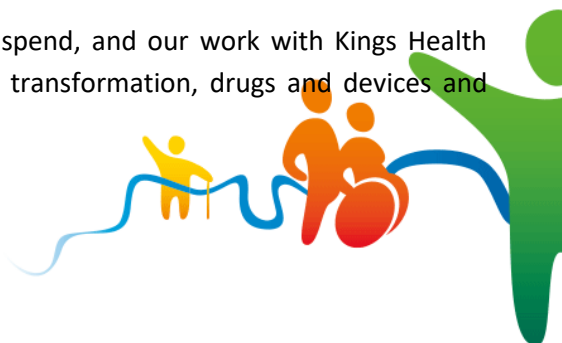 spend, and our work with Kings Health
transformation, drugs and devices and